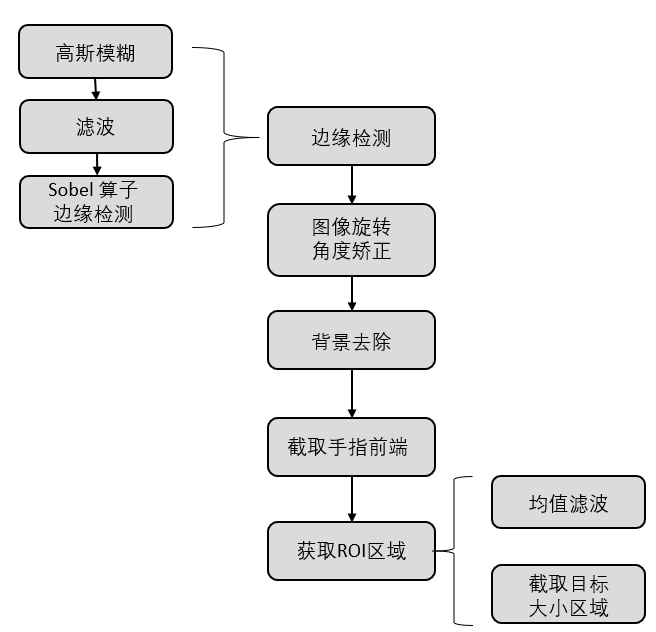 高斯模糊
滤波
Sobel 算子
边缘检测
边缘检测
图像旋转
角度矫正
背景去除
截取手指前端
获取ROI区域
均值滤波
截取目标
大小区域